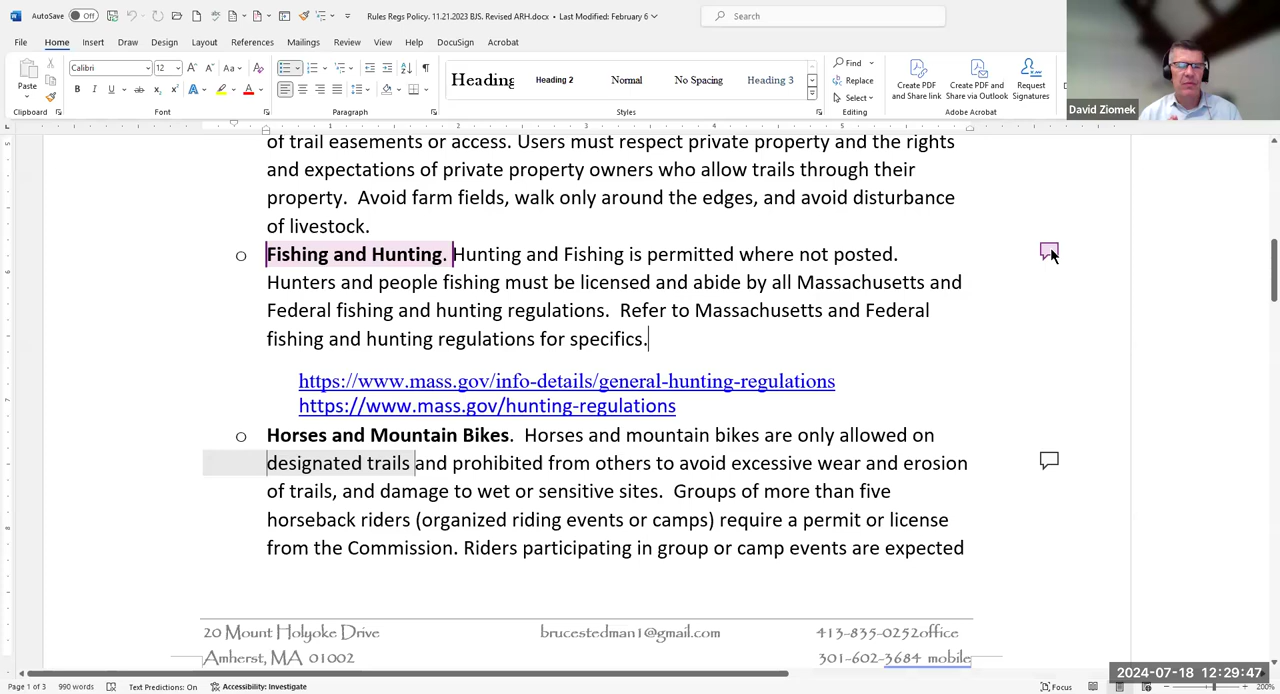 AutoSave Off
Rules Regs Policy. 11.21.2023 BJS. Revised ARH.docx • Last Modified: February 6
Search
File Home Insert Draw Design Layout References Mailings Review View Help DocuSign Acrobat
Paste
Calibri 12
Heading Heading 2 Normal No Spacing Heading 3
Find
Replace
Select
Create PDF and Share link
Create PDF and Share via Outlook
Request Signatures
Clipboard Font Paragraph Styles Editing Adobe Acrobat
David Ziomek
of trail easements or access. Users must respect private property and the rights
and expectations of private property owners who allow trails through their
property.  Avoid farm fields, walk only around the edges, and avoid disturbance
of livestock.
o Fishing and Hunting. Hunting and Fishing is permitted where not posted.
Hunters and people fishing must be licensed and abide by all Massachusetts and
Federal fishing and hunting regulations.  Refer to Massachusetts and Federal
fishing and hunting regulations for specifics.
https://www.mass.gov/info-details/general-hunting-regulations
https://www.mass.gov/hunting-regulations
o Horses and Mountain Bikes.  Horses and mountain bikes are only allowed on
designated trails and prohibited from others to avoid excessive wear and erosion
of trails, and damage to wet or sensitive sites.  Groups of more than five
horseback riders (organized riding events or camps) require a permit or license
from the Commission. Riders participating in group or camp events are expected
20 Mount Holyoke Drive brucestedman1@gmail.com 413-835-0252office
Amherst, MA 01002 301-602-3684 mobile
Page 1 of 3 990 words Text Predictions: On Accessibility: Investigate Focus 200%
2024-07-18 12:29:47